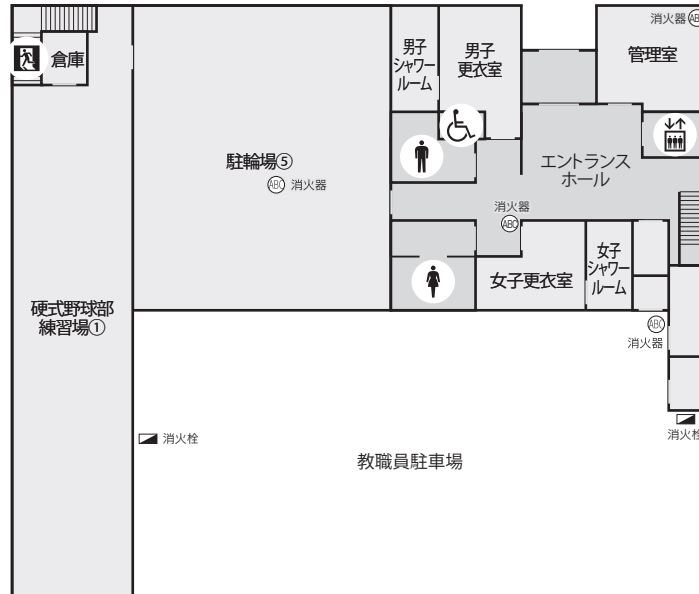 消火器 ABC
倉庫
男子
シャワー
ルーム
男子
更衣室
管理室
駐輪場⑤
ABC 消火器
エントランス
ホール
消火器
ABC
女子更衣室
女子
シャワー
ルーム
硬式野球部
練習場①
ABC
消火器
消火栓
消火栓
教職員駐車場